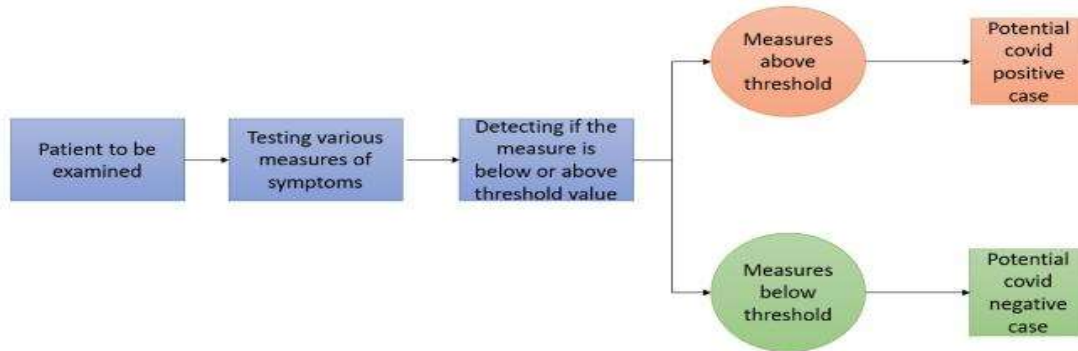 Patient to be
examined
Testing various
measures of
symptoms
Detecting if the
measure is
below or above
threshold value
Measures
above
threshold
Potential
covid
positive
case
Measures
below
threshold
Potential
covid
negative
case